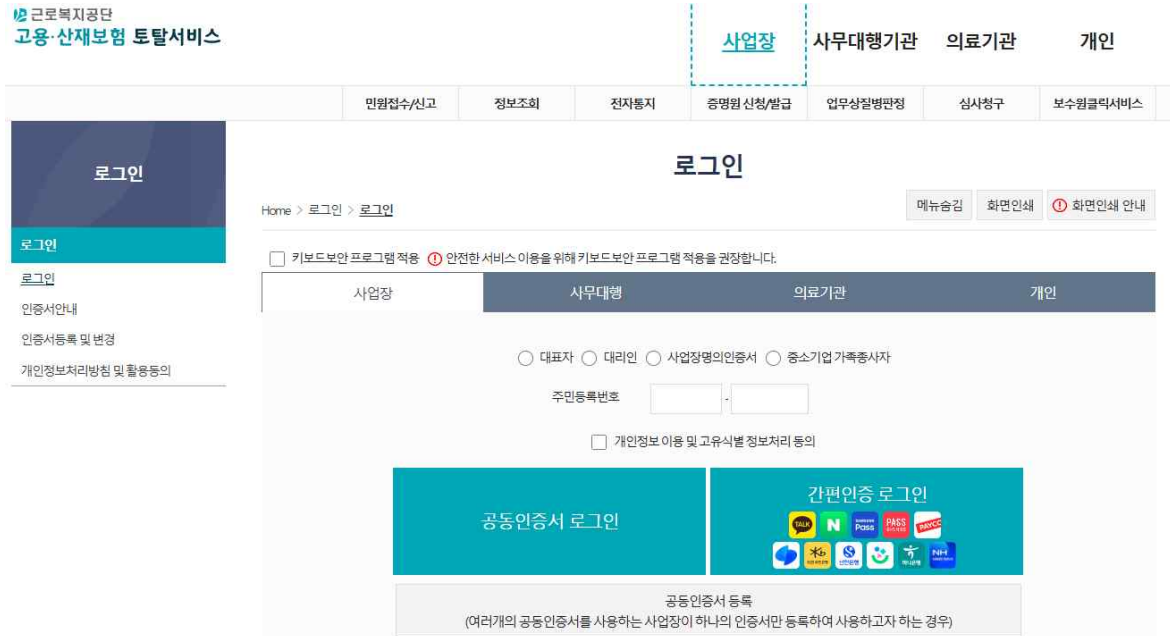 근로복지공단
고용·산재보험 토탈서비스
사업장 사무대행기관 의료기관 개인
민원접수/신고 정보조회 전자통지 증명원 신청/발급 업무상질병판정 심사청구 보수원클릭서비스
로그인
로그인
Home > 로그인 > 로그인
메뉴숨김 화면인쇄 화면인쇄 안내
로그인
로그인
인증서안내
인증서등록 및 변경
개인정보처리방침 및 활용동의
키보드보안 프로그램 적용 안전한 서비스 이용을 위해 키보드보안 프로그램 적용을 권장합니다.
사업장 사무대행 의료기관 개인
대표자 대리인 사업장명의인증서 중소기업 가족종사자
주민등록번호 -
개인정보 이용 및 고유식별 정보처리 동의
공동인증서 로그인
간편인증 로그인
TALK N Pass PASS PAYCO
Kb 신한은행 하나은행 NH
공동인증서 등록
(여러개의 공동인증서를 사용하는 사업장이 하나의 인증서만 등록하여 사용하고자 하는 경우)